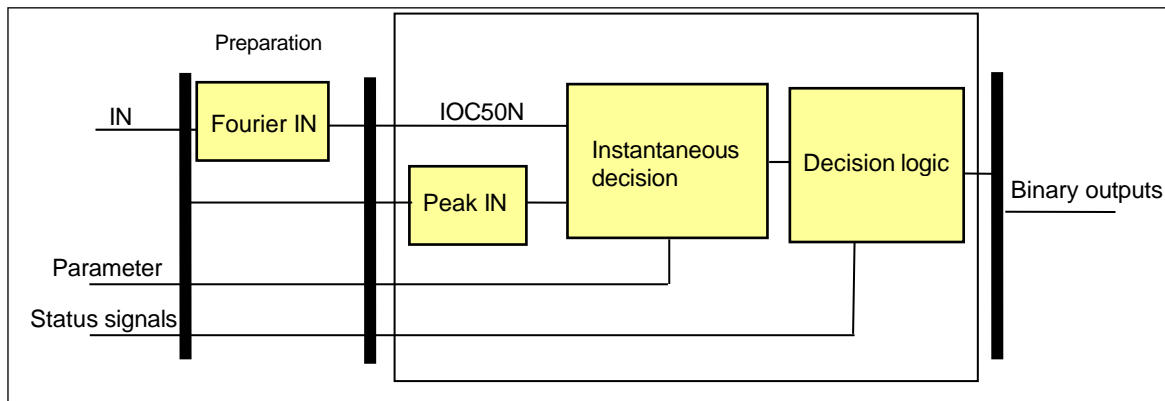 Preparation
IN
Fourier IN
IOC50N
Instantaneous
decision
Decision logic
Peak IN
Binary outputs
Parameter
Status signals